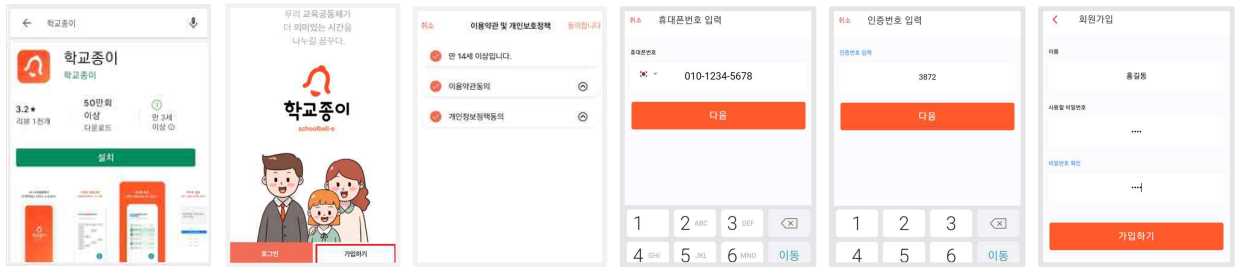 학교종이
학교종이
학교종이
3.2★
리뷰 1천개
50만회
이상
다운로드
3
만 3세
이상 ⓘ
설치
우리 교육공동체가
더 의미있는 시간을
나누길 꿈꾸다.
학교종이
schoolbell-e
로그인
가입하기
취소
이용약관 및 개인보호정책
동의합니다
만 14세 이상입니다.
이용약관동의
개인정보정책동의
취소
휴대폰번호 입력
휴대폰번호
010-1234-5678
다음
1
2 ABC
3 DEF
4 GHI
5 JKL
6 MNO
이동
취소
인증번호 입력
인증번호 입력
3872
다음
1
2
3
4
5
6
이동
회원가입
이름
홍길동
사용할 비밀번호
••••
비밀번호 확인
••••
가입하기